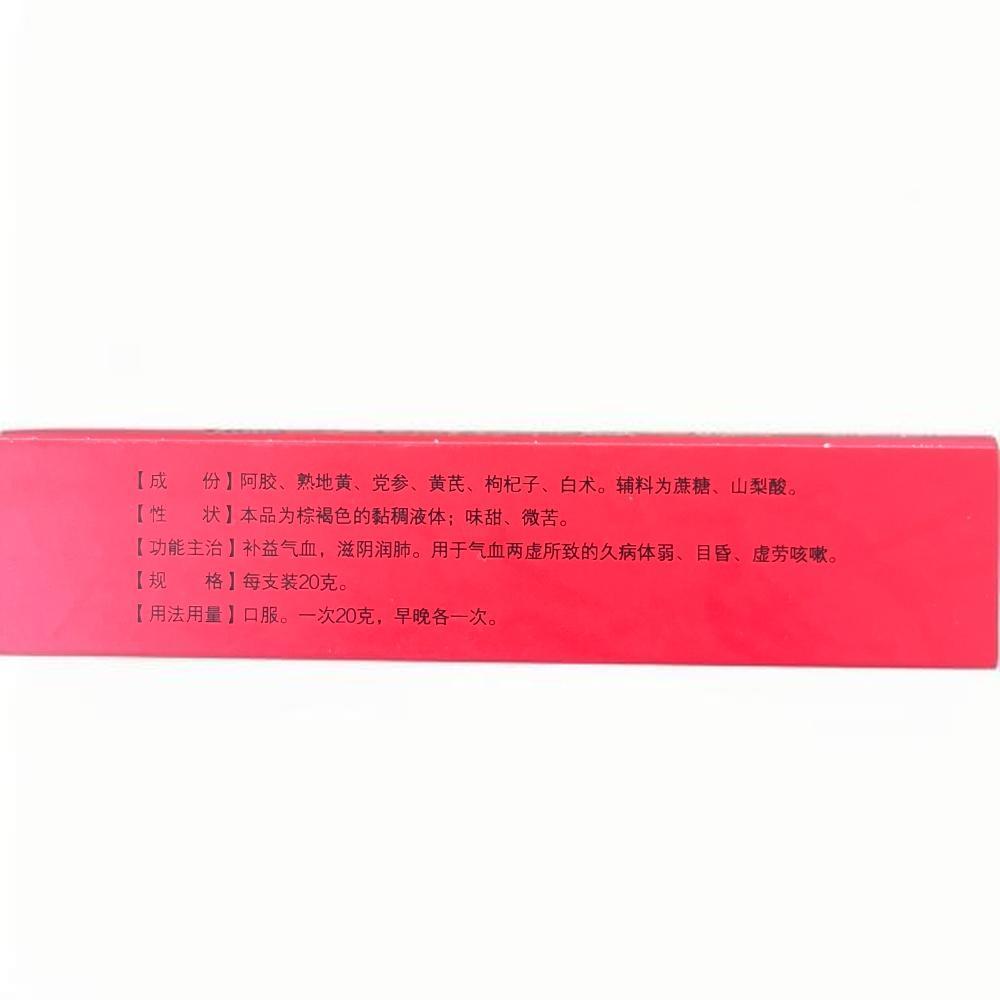 【成　　份】阿胶、熟地黄、党参、黄芪、枸杞子、白术。辅料为蔗糖、山梨酸。
【性　　状】本品为棕褐色的黏稠液体；味甜、微苦。
【功能主治】补益气血，滋阴润肺。用于气血两虚所致的久病体弱、目昏、虚劳咳嗽。
【规　　格】每支装20克。
【用法用量】口服。一次20克，早晚各一次。